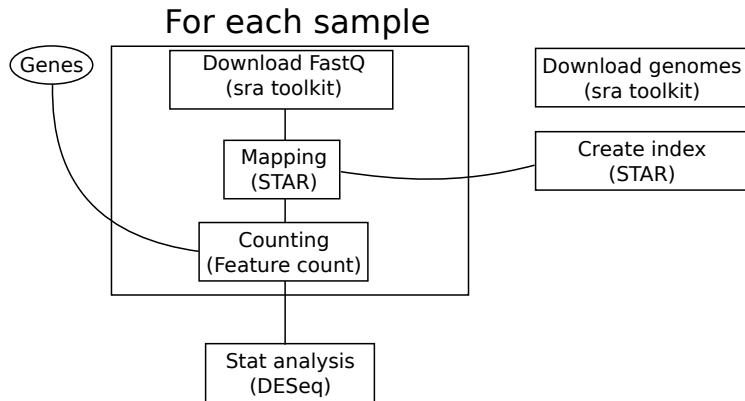 For each sample
Genes
Download FastQ
(sra toolkit)
Download genomes
(sra toolkit)
Mapping
(STAR)
Create index
(STAR)
Counting
(Feature count)
Stat analysis
(DESeq)